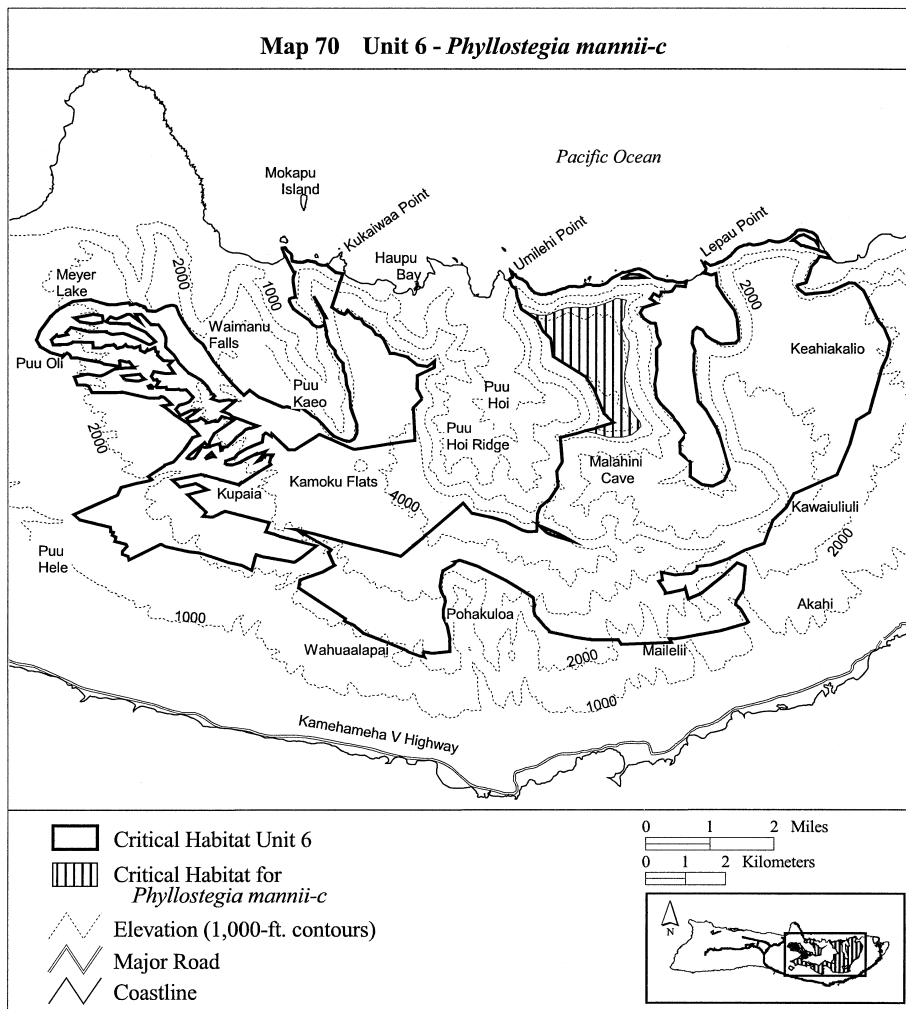 Map 70 Unit 6 - Phyllostegia mannii-c
Pacific Ocean
Mokapu
Island
Kukaiwaa Point
Haupu
Bay
Umilehi Point
Lepau Point
Meyer
Lake
2000
1000
2000
Waimanu
Falls
Puu Oli
Keahiakalio
Puu
Kaeo
Puu
Hoi
Puu
Hoi Ridge
2000
Malahini
Cave
Kupaia
Kamoku Flats
4000
Kawaiuliuli
2000
Puu
Hele
1000
Pohakuloa
Akahi
Wahuaalapai
2000
Mailelii
1000
Kamehameha V Highway
Critical Habitat Unit 6
Critical Habitat for
Phyllostegia mannii-c
Elevation (1,000-ft. contours)
Major Road
Coastline
0 1 2 Miles
0 1 2 Kilometers
N